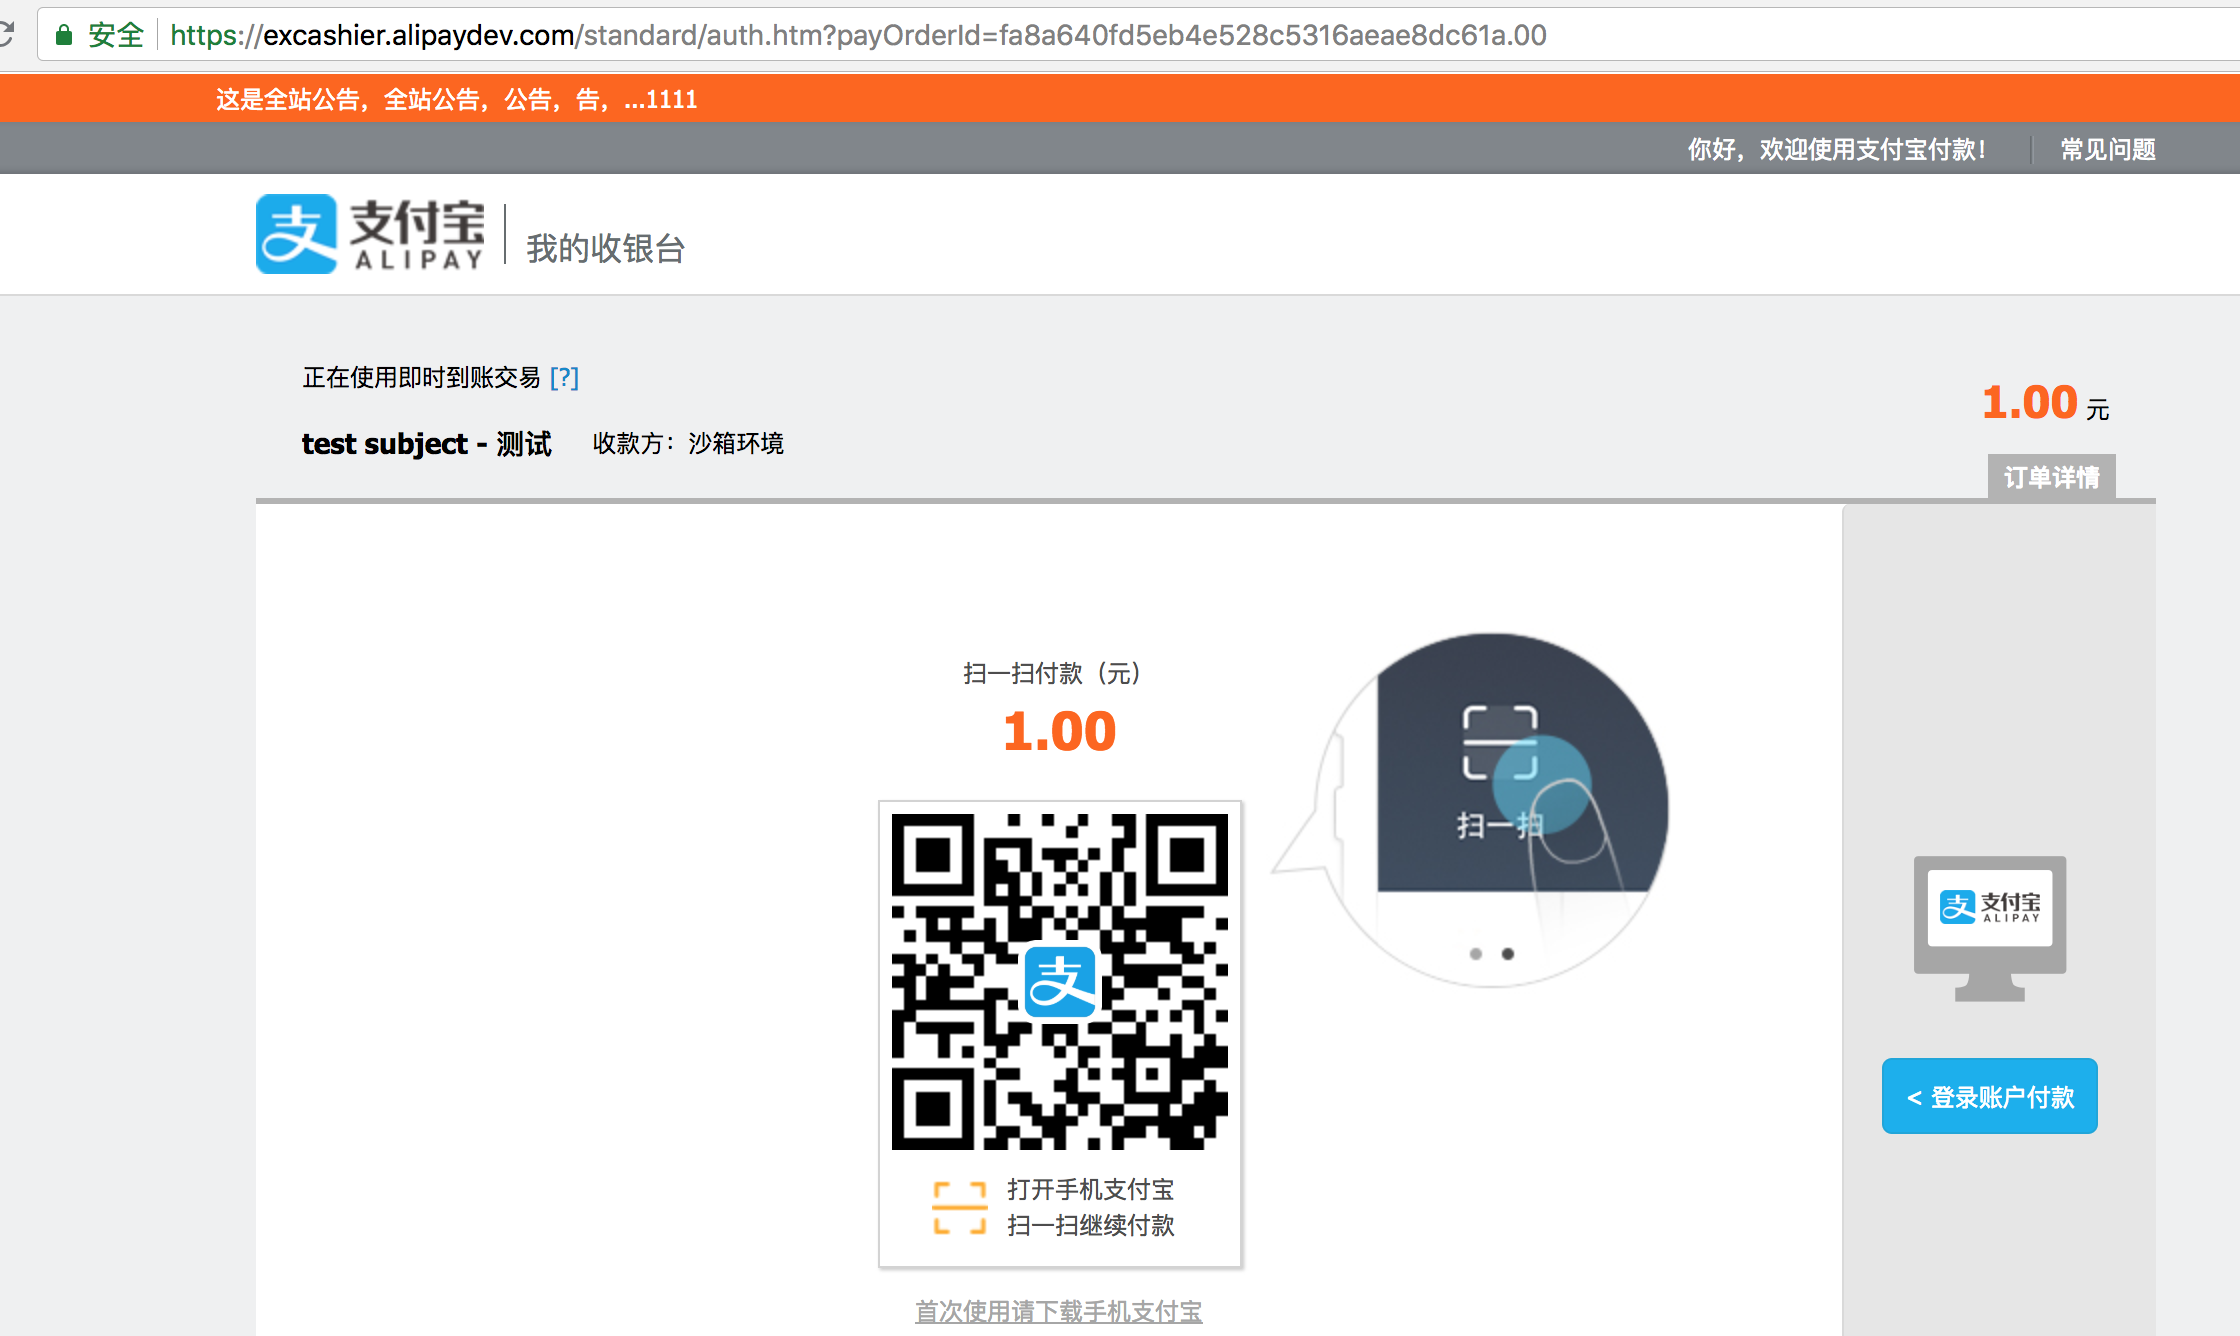 安全 https://excashier.alipaydev.com/standard/auth.htm?payOrderId=fa8a640fd5eb4e528c5316aeae8dc61a.00
这是全站公告，全站公告，公告，告，...1111
你好，欢迎使用支付宝付款！ 常见问题
支付宝
ALIPAY
我的收银台
正在使用即时到账交易 [?]
1.00 元
test subject - 测试 收款方：沙箱环境
订单详情
扫一扫付款（元）
1.00
扫一扫
支付宝
ALIPAY
< 登录账户付款
打开手机支付宝
扫一扫继续付款
首次使用请下载手机支付宝